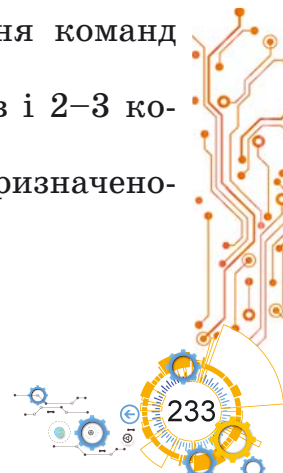 ня команд
в і 2–3 ко-
ризначено-
233